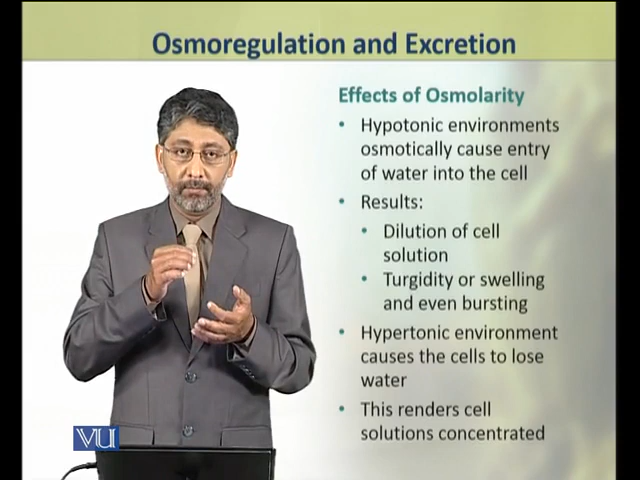 Osmoregulation and Excretion
Effects of Osmolarity
• Hypotonic environments
osmotically cause entry
of water into the cell
• Results:
• Dilution of cell
solution
• Turgidity or swelling
and even bursting
• Hypertonic environment
causes the cells to lose
water
• This renders cell
solutions concentrated
VU